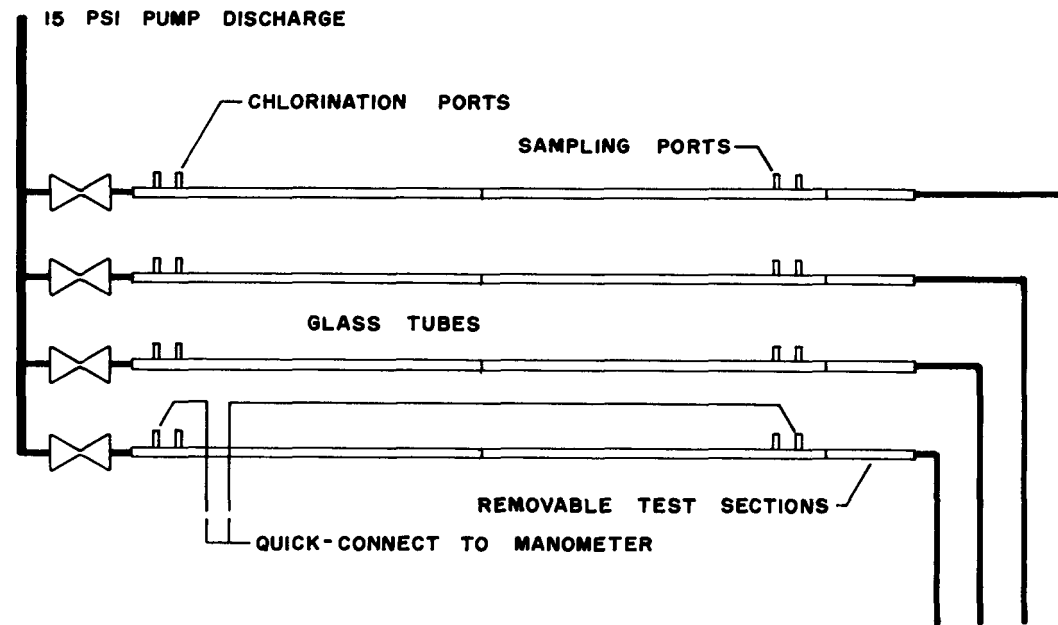 15 PSI PUMP DISCHARGE
CHLORINATION PORTS
SAMPLING PORTS
GLASS TUBES
REMOVABLE TEST SECTIONS
QUICK-CONNECT TO MANOMETER